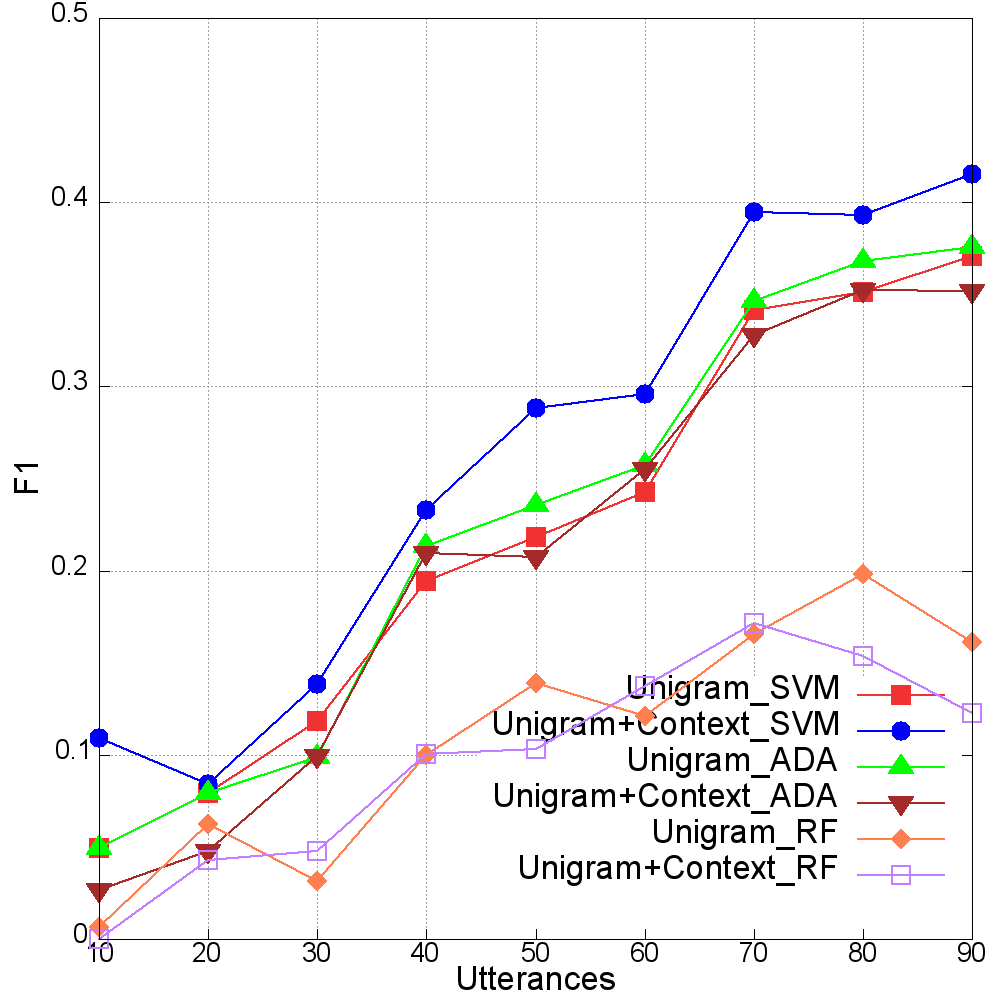 0.5
0.4
0.3
0.2
0.1
0
F1
Unigram_SVM
Unigram+Context_SVM
Unigram_ADA
Unigram+Context_ADA
Unigram_RF
Unigram+Context_RF
10 20 30 40 50 60 70 80 90
Utterances